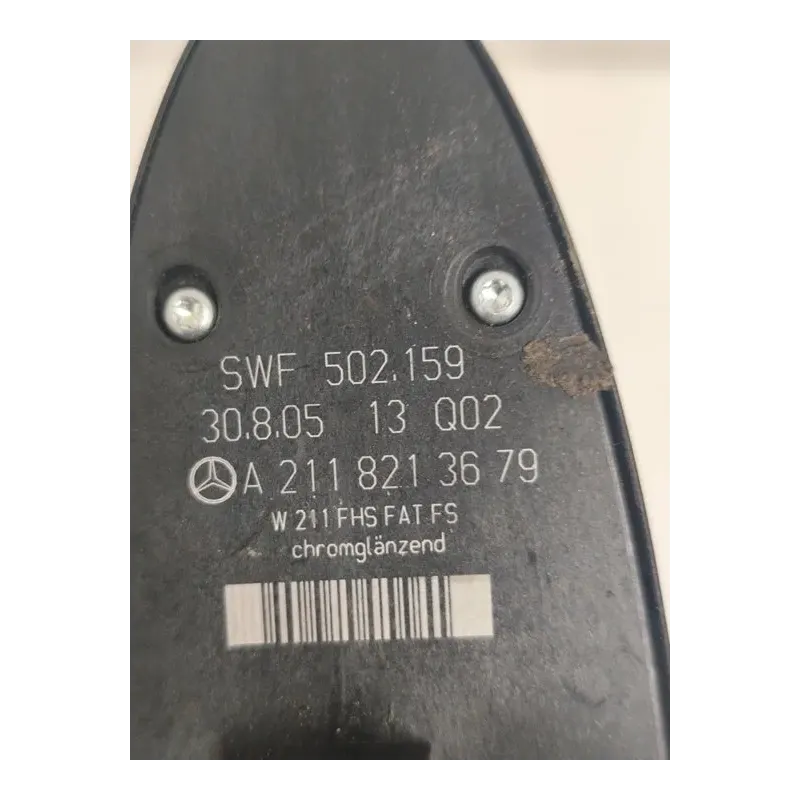 SWF 502.159
30.8.05 13 Q02
A 211 821 36 79
W 211 FHS FAT FS
chromglänzend